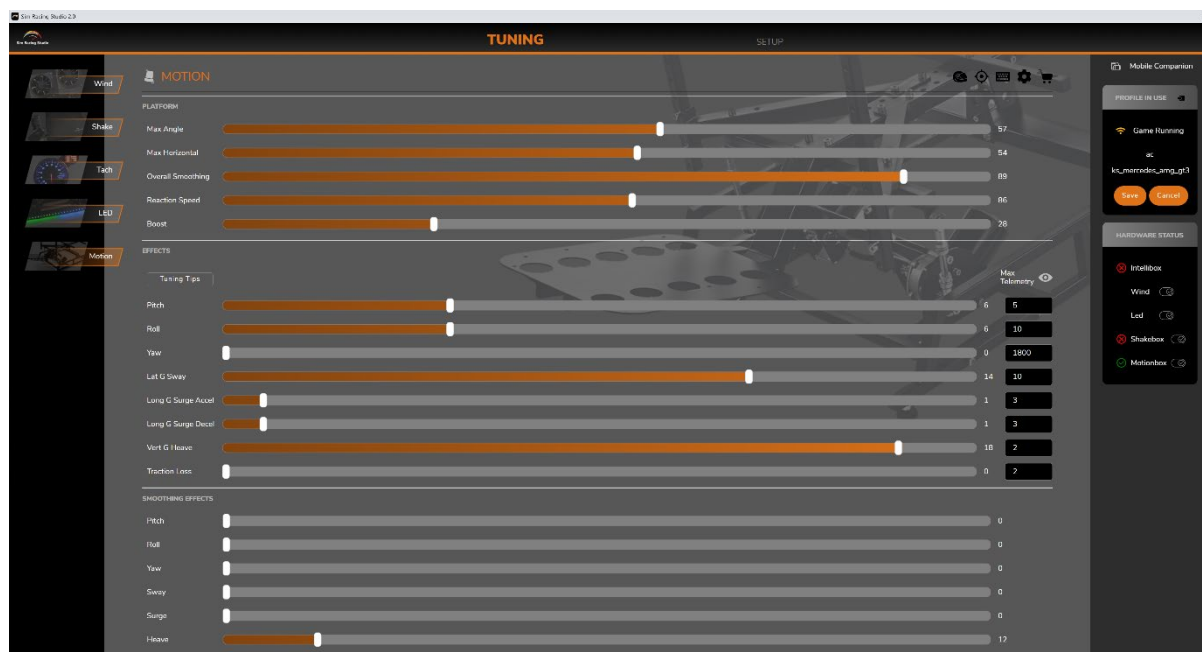 Sim Racing Studio 2.0
Sim Racing Studio
TUNING
SETUP
Mobile Companion
Wind
Shake
Tach
LED
Motion
MOTION
PLATFORM
Max Angle 57
Max Horizontal 54
Overall Smoothing 89
Reaction Speed 86
Boost 28
EFFECTS
Tuning Tips
Max
Telemetry
Pitch 6 5
Roll 6 10
Yaw 0 1800
Lat G Sway 14 10
Long G Surge Accel 1 3
Long G Surge Decel 1 3
Vert G Heave 18 2
Traction Loss 0 2
SMOOTHING EFFECTS
Pitch 0
Roll 0
Yaw 0
Sway 0
Surge 0
Heave 12
PROFILE IN USE
Game Running
ac
ks_mercedes_amg_gt3
Save Cancel
HARDWARE STATUS
Intellibox
Wind
Led
Shakebox
Motionbox